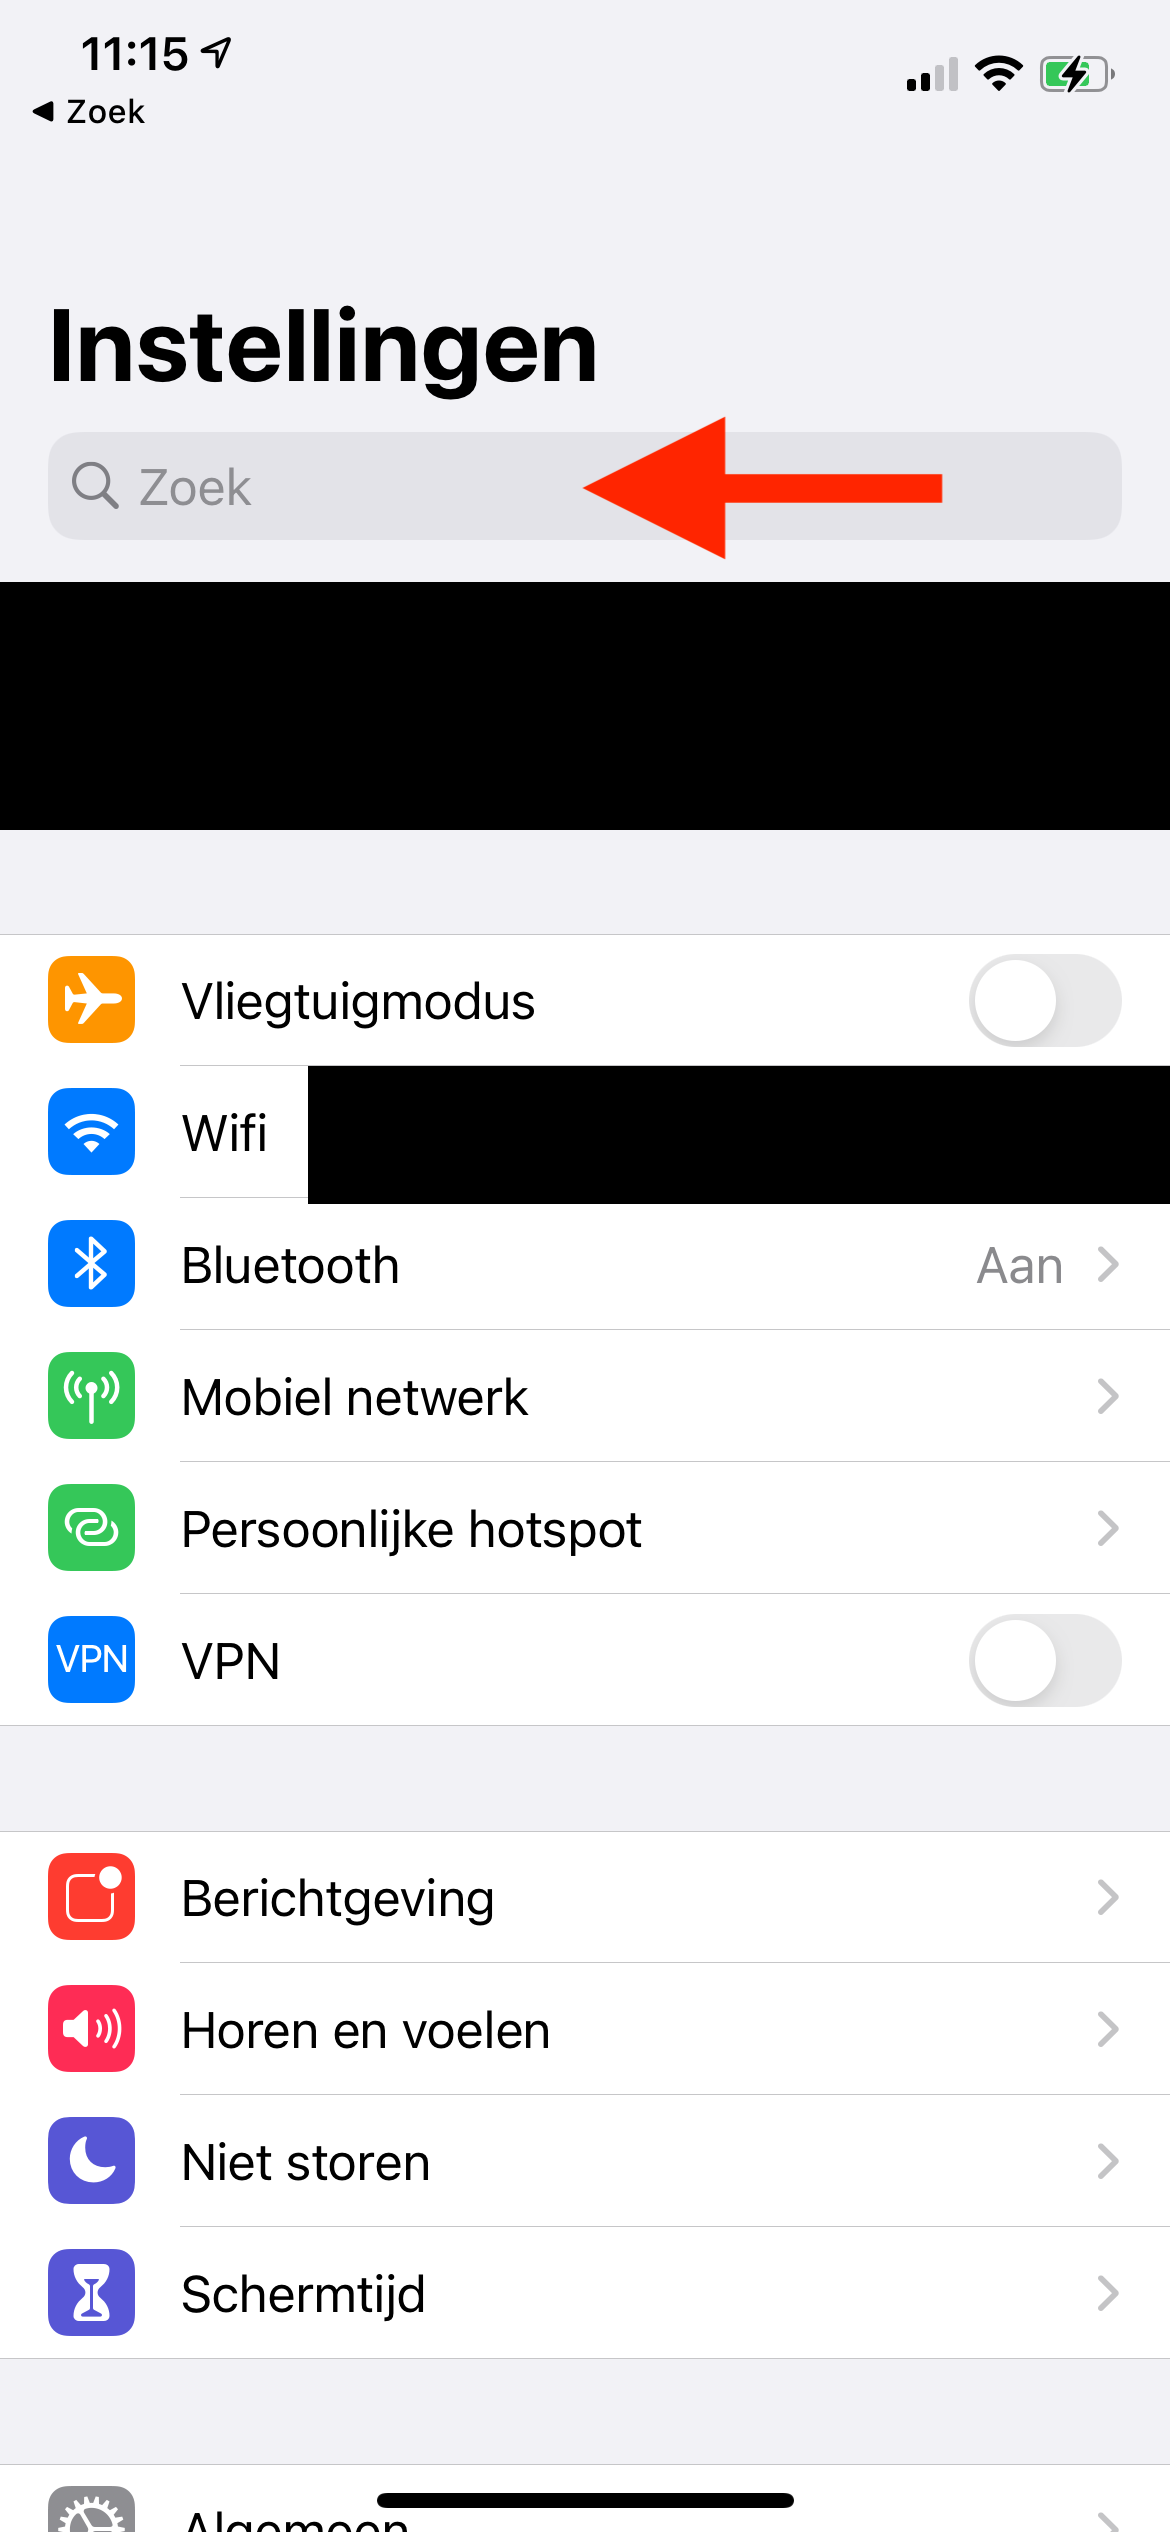 11:15
Zoek
Instellingen
Zoek
Vliegtuigmodus
Wifi
Bluetooth Aan
Mobiel netwerk
Persoonlijke hotspot
VPN VPN
Berichtgeving
Horen en voelen
Niet storen
Schermtijd
Algemeen